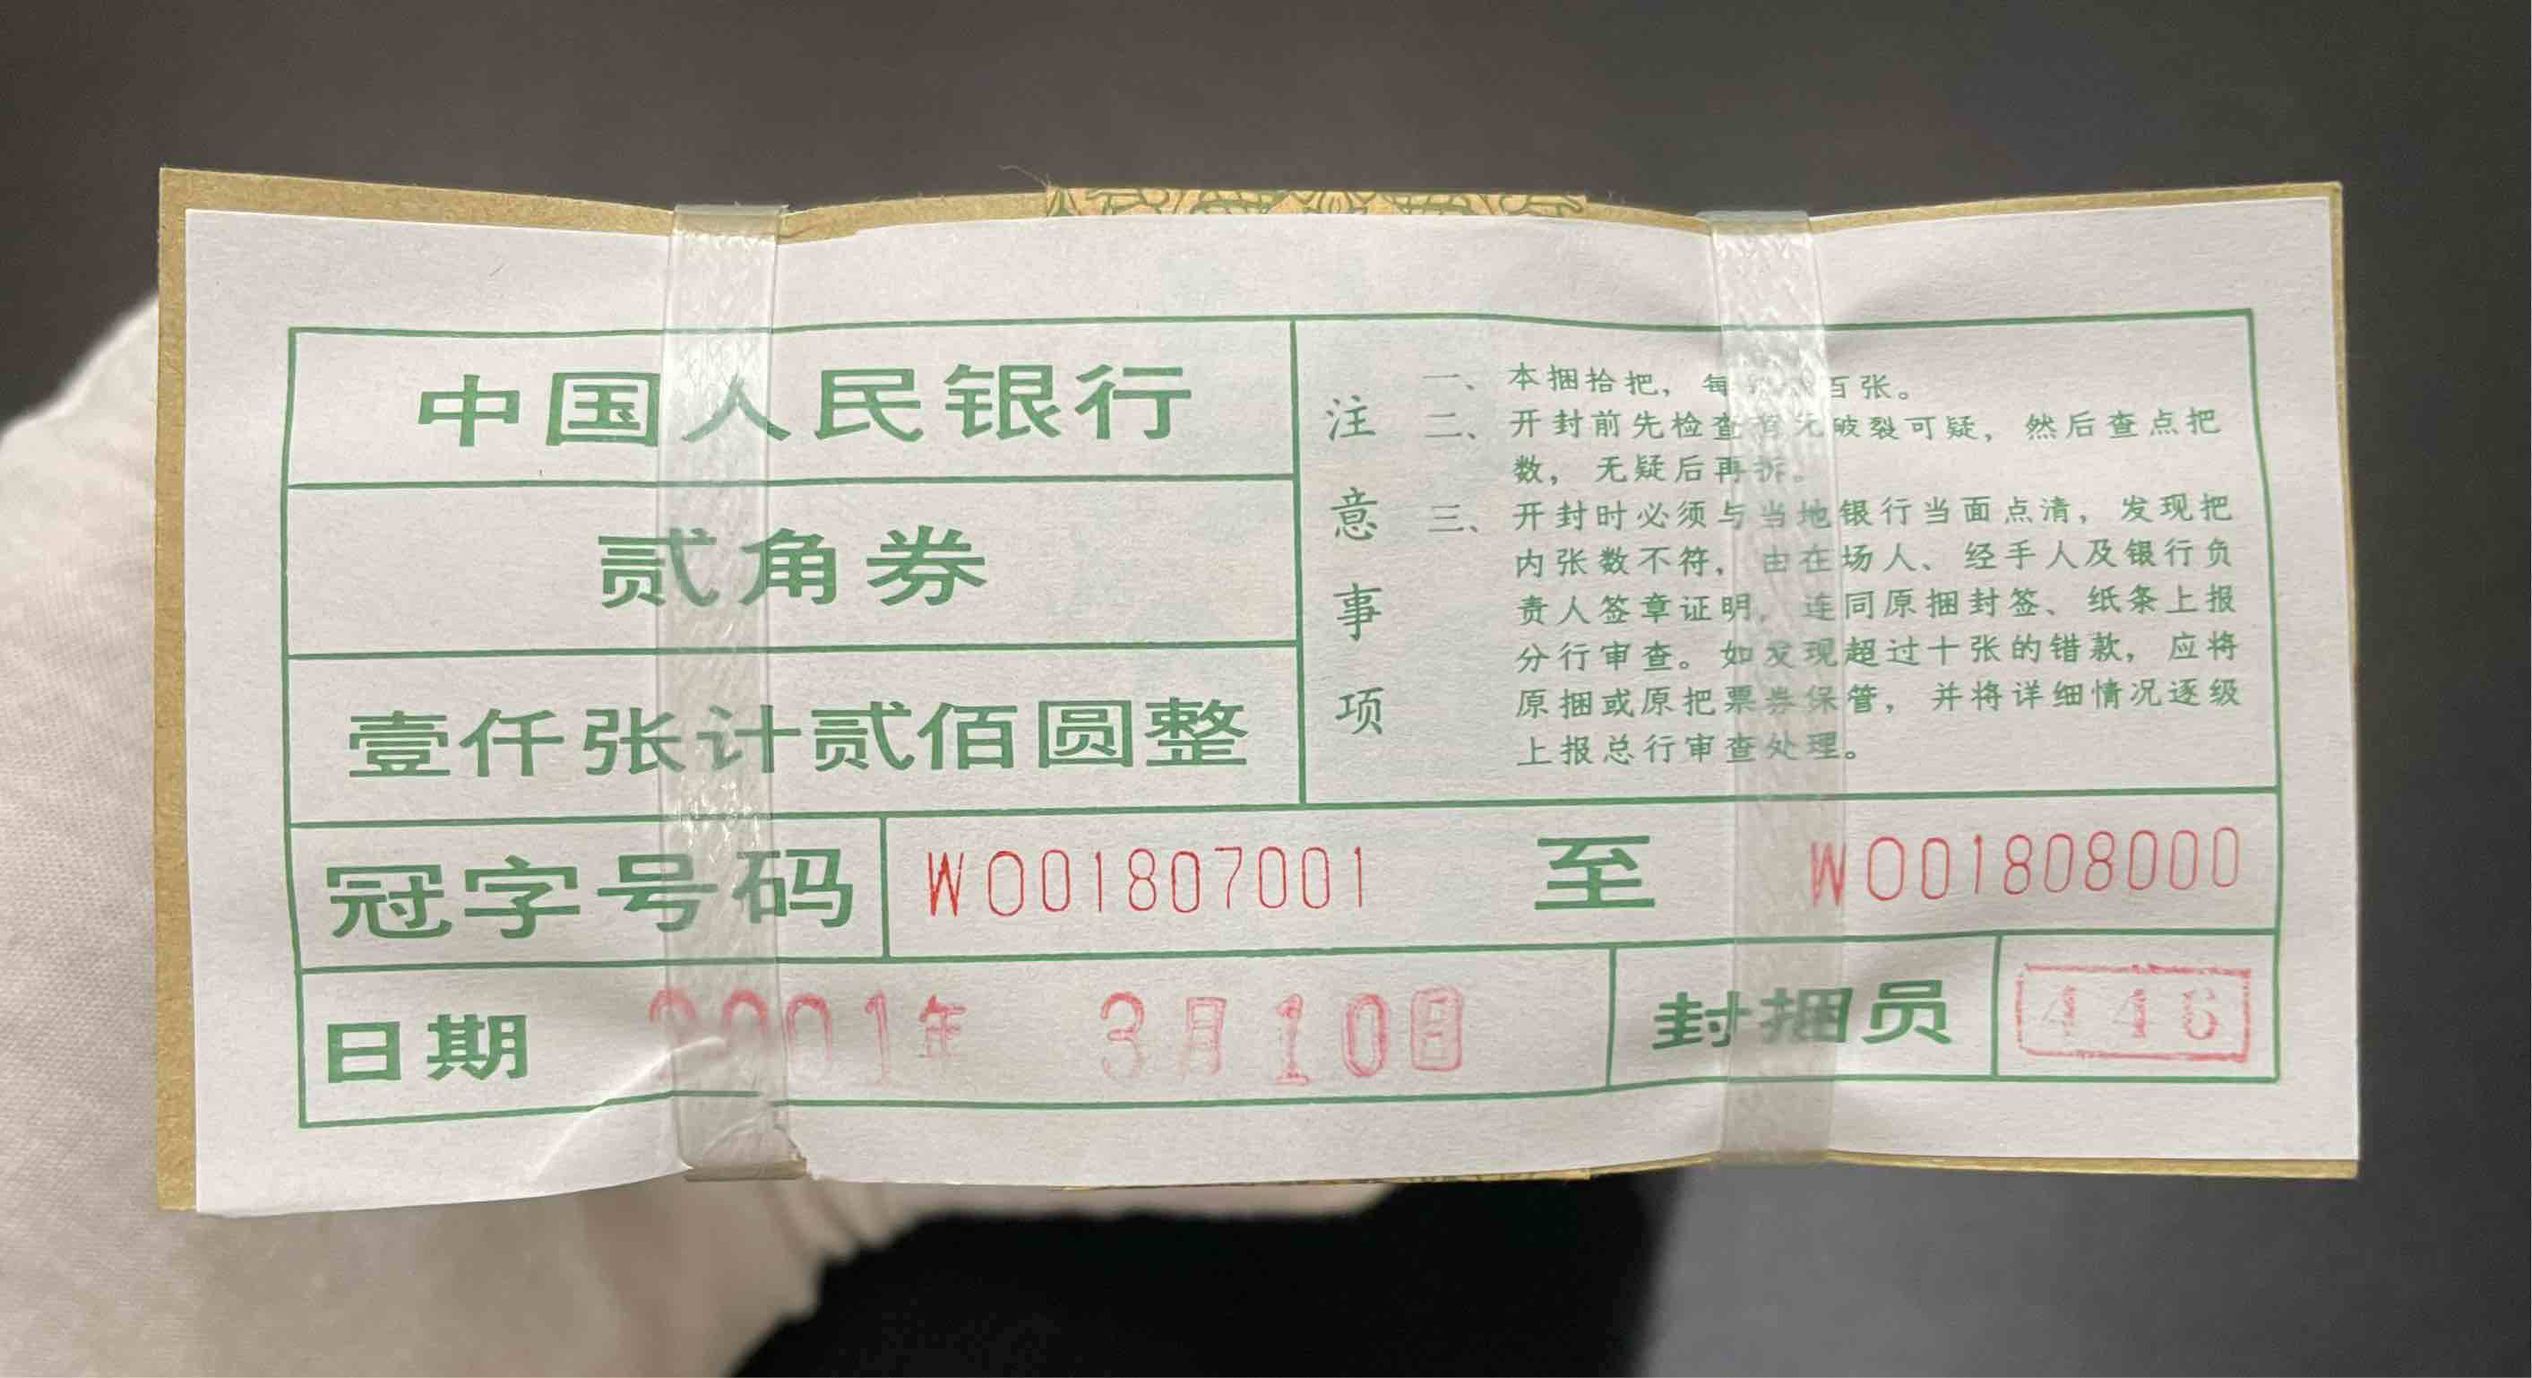 中国人民银行
贰角券
壹仟张计贰佰圆整
注意事项
一、本捆拾把，每 百张。
二、开封前先检查有无破裂可疑，然后查点把
数，无疑后再拆。
三、开封时必须与当地银行当面点清，发现把
内张数不符，由在场人、经手人及银行负
责人签章证明，连同原捆封签、纸条上报
分行审查。如发现超过十张的错款，应将
原捆或原把票券保管，并将详细情况逐级
上报总行审查处理。
冠字号码 WO01807001 至 WO01808000
日期 2001年 3月10日 封捆员 446